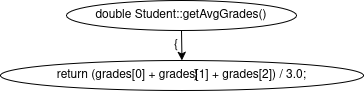 double Student::getAvgGrades()
{
return (grades[0] + grades[1] + grades[2]) / 3.0;